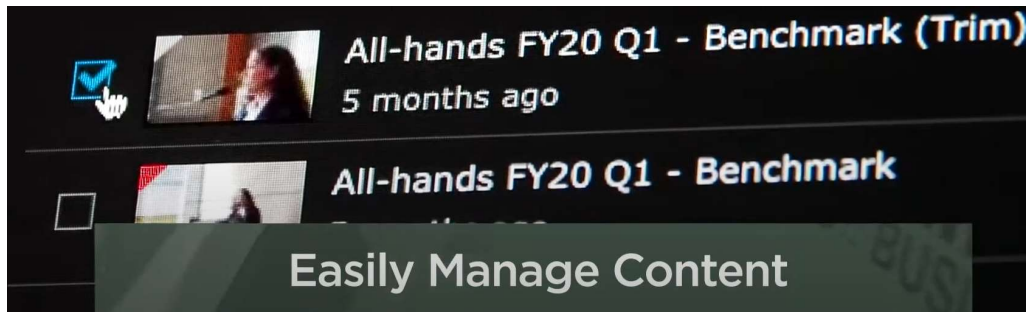 All-hands FY20 Q1 - Benchmark (Trim)
5 months ago
All-hands FY20 Q1 - Benchmark
Easily Manage Content